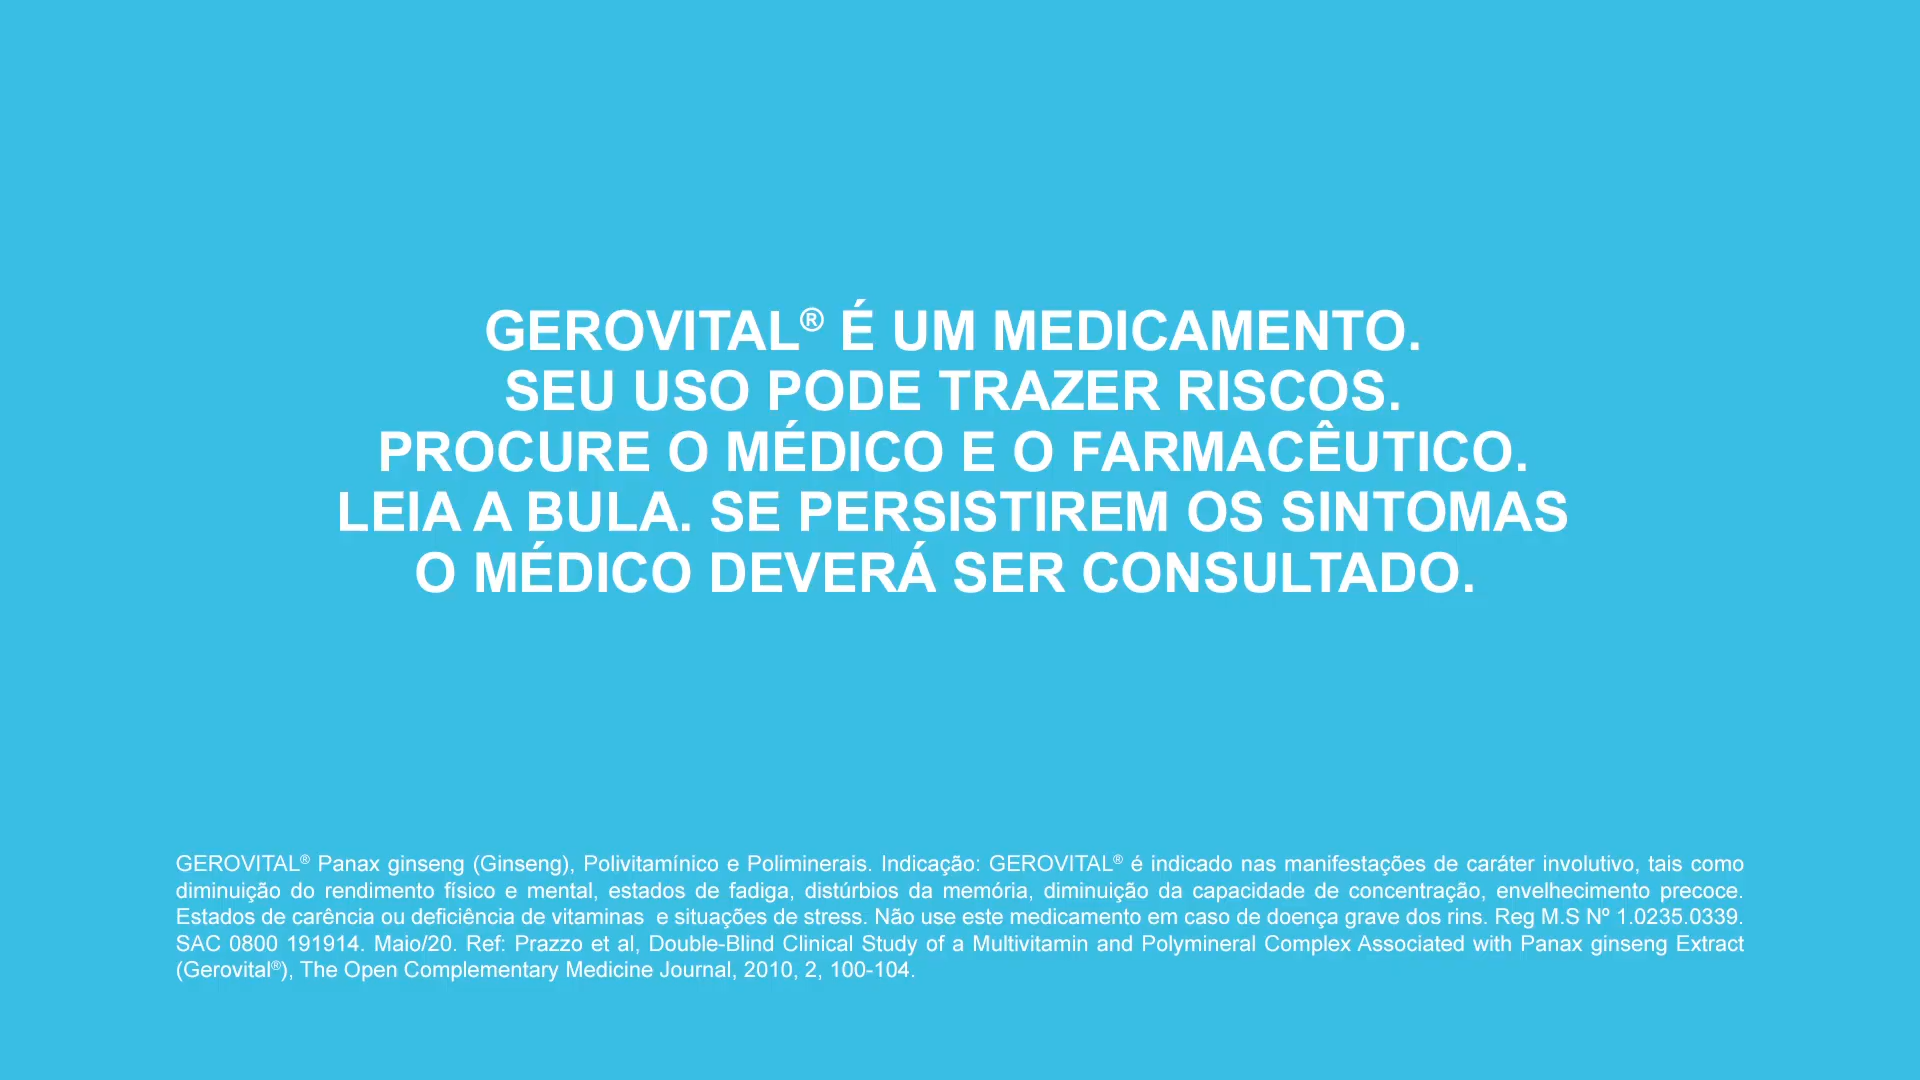 GEROVITAL® É UM MEDICAMENTO.
SEU USO PODE TRAZER RISCOS.
PROCURE O MÉDICO E O FARMACÊUTICO.
LEIA A BULA. SE PERSISTIREM OS SINTOMAS
O MÉDICO DEVERÁ SER CONSULTADO.
GEROVITAL® Panax ginseng (Ginseng), Polivitamínico e Poliminerais. Indicação: GEROVITAL® é indicado nas manifestações de caráter involutivo, tais como
diminuição do rendimento físico e mental, estados de fadiga, distúrbios da memória, diminuição da capacidade de concentração, envelhecimento precoce.
Estados de carência ou deficiência de vitaminas e situações de stress. Não use este medicamento em caso de doença grave dos rins. Reg M.S Nº 1.0235.0339.
SAC 0800 191914. Maio/20. Ref: Prazzo et al, Double-Blind Clinical Study of a Multivitamin and Polymineral Complex Associated with Panax ginseng Extract
(Gerovital®), The Open Complementary Medicine Journal, 2010, 2, 100-104.